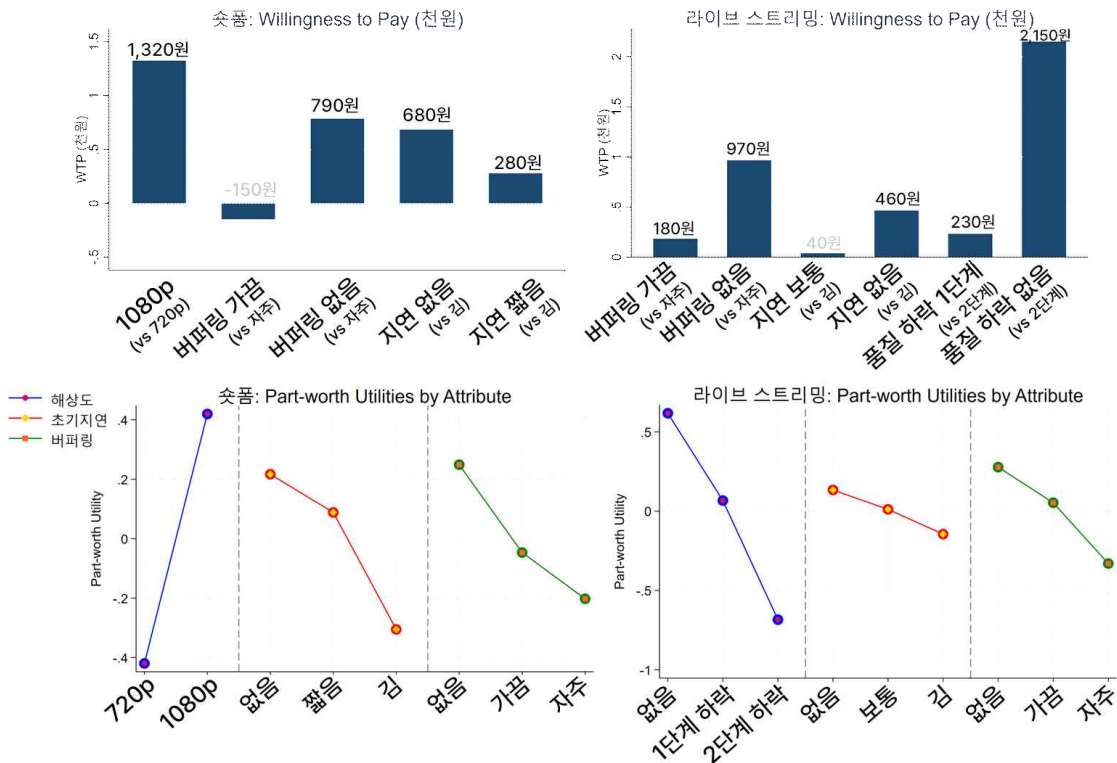 숏폼: Willingness to Pay (천원)
WTP (천원)
1.5
1
.5
0
-.5
1,320원
-150원
790원
680원
280원
1080p
(vs 720p)
버퍼링 가끔
(vs 자주)
버퍼링 없음
(vs 자주)
지연 없음
(vs 김)
지연 짧음
(vs 김)
라이브 스트리밍: Willingness to Pay (천원)
WTP (천원)
2
1
.5
0
180원
970원
40원
460원
230원
2,150원
버퍼링 가끔
(vs 자주)
버퍼링 없음
(vs 자주)
지연 보통
(vs 김)
지연 없음
(vs 김)
품질 하락 1단계
(vs 2단계)
품질 하락 없음
(vs 2단계)
해상도
초기지연
버퍼링
숏폼: Part-worth Utilities by Attribute
Part-worth Utility
.4
.2
0
-.2
-.4
720p
1080p
없음
짧음
김
없음
가끔
자주
라이브 스트리밍: Part-worth Utilities by Attribute
Part-worth Utility
.5
0
-.5
-1
없음
1단계 하락
2단계 하락
없음
보통
김
없음
가끔
자주